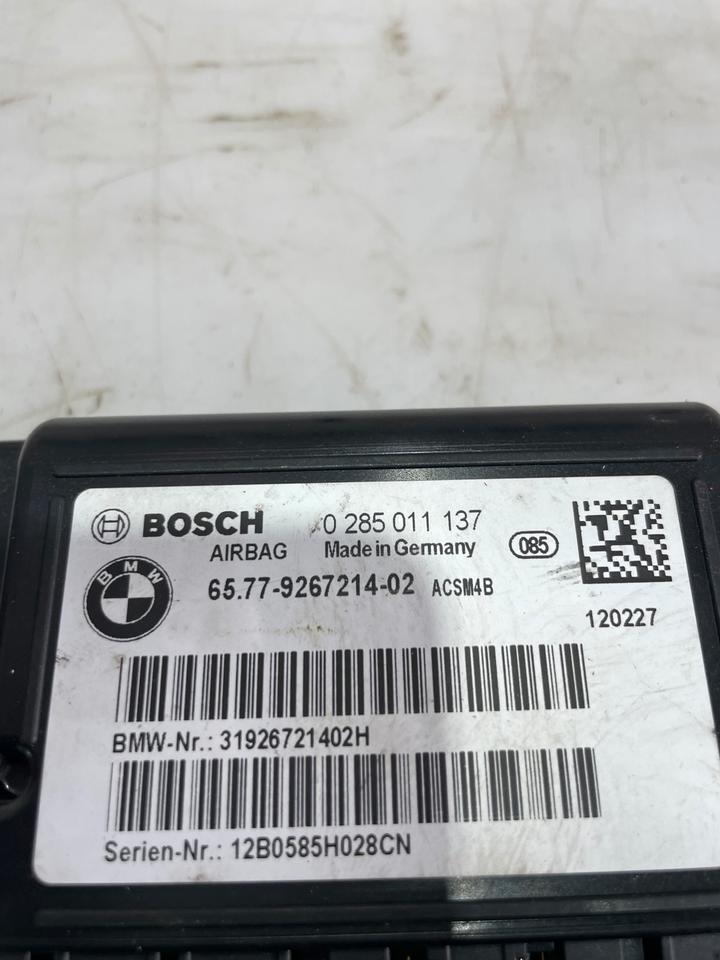 BOSCH 0 285 011 137
AIRBAG Made in Germany 085
BMW
65.77-9267214-02 ACSM4B
120227
BMW-Nr.: 31926721402H
Serien-Nr.: 12B0585H028CN